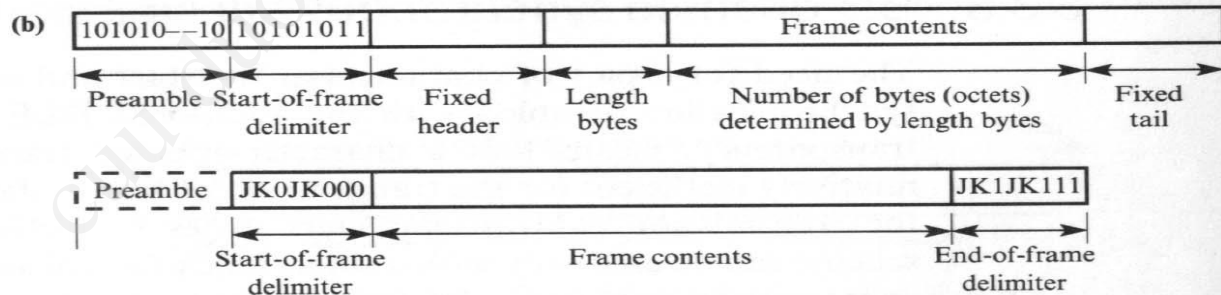 (b)
101010––10 10101011 Frame contents
Preamble Start-of-frame delimiter Fixed header Length bytes Number of bytes (octets) determined by length bytes Fixed tail
Preamble JK0JK000 JK1JK111
Start-of-frame delimiter Frame contents End-of-frame delimiter